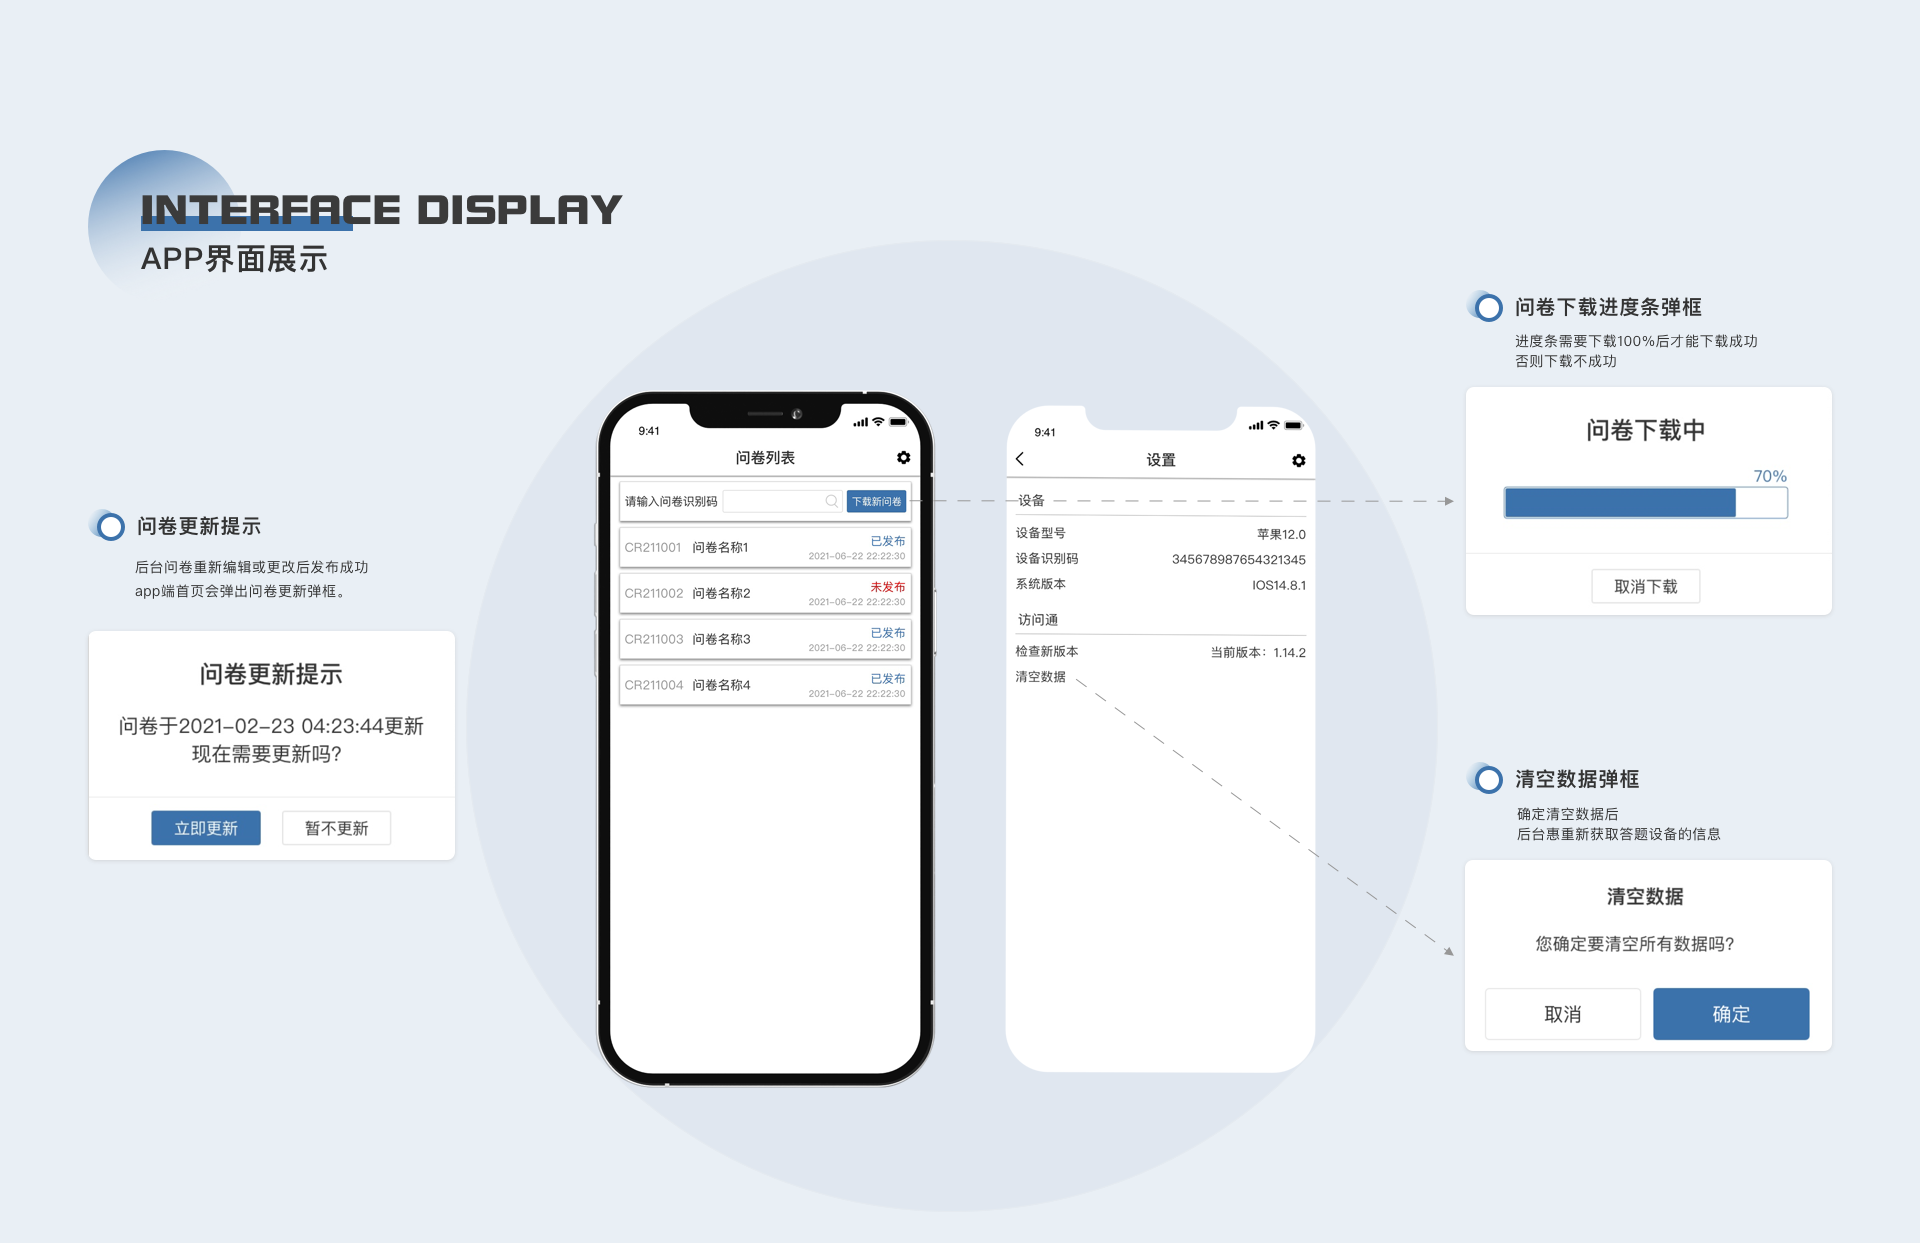 INTERFACE DISPLAY
APP界面展示
问卷更新提示
后台问卷重新编辑或更改后发布成功
app端首页会弹出问卷更新弹框。
问卷更新提示
问卷于2021-02-23 04:23:44更新
现在需要更新吗?
立即更新
暂不更新
9:41
问卷列表
请输入问卷识别码
下载新问卷
CR211001 问卷名称1
已发布
2021-06-22 22:22:30
CR211002 问卷名称2
未发布
2021-06-22 22:22:30
CR211003 问卷名称3
已发布
2021-06-22 22:22:30
CR211004 问卷名称4
已发布
2021-06-22 22:22:30
9:41
设置
设备
设备型号 苹果12.0
设备识别码 345678987654321345
系统版本 IOS14.8.1
访问通
检查新版本 当前版本：1.14.2
清空数据
问卷下载进度条弹框
进度条需要下载100%后才能下载成功
否则下载不成功
问卷下载中
70%
取消下载
清空数据弹框
确定清空数据后
后台惠重新获取答题设备的信息
清空数据
您确定要清空所有数据吗?
取消
确定